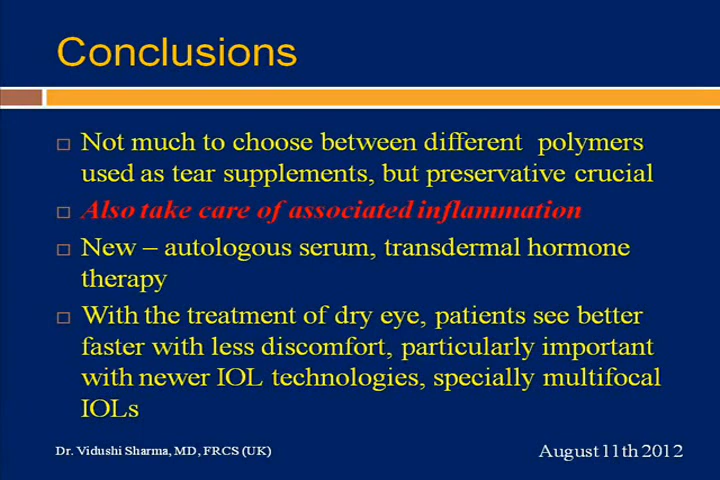 Conclusions
Not much to choose between different polymers
used as tear supplements, but preservative crucial
Also take care of associated inflammation
New – autologous serum, transdermal hormone
therapy
With the treatment of dry eye, patients see better
faster with less discomfort, particularly important
with newer IOL technologies, specially multifocal
IOLs
Dr. Vidushi Sharma, MD, FRCS (UK)
August 11th 2012